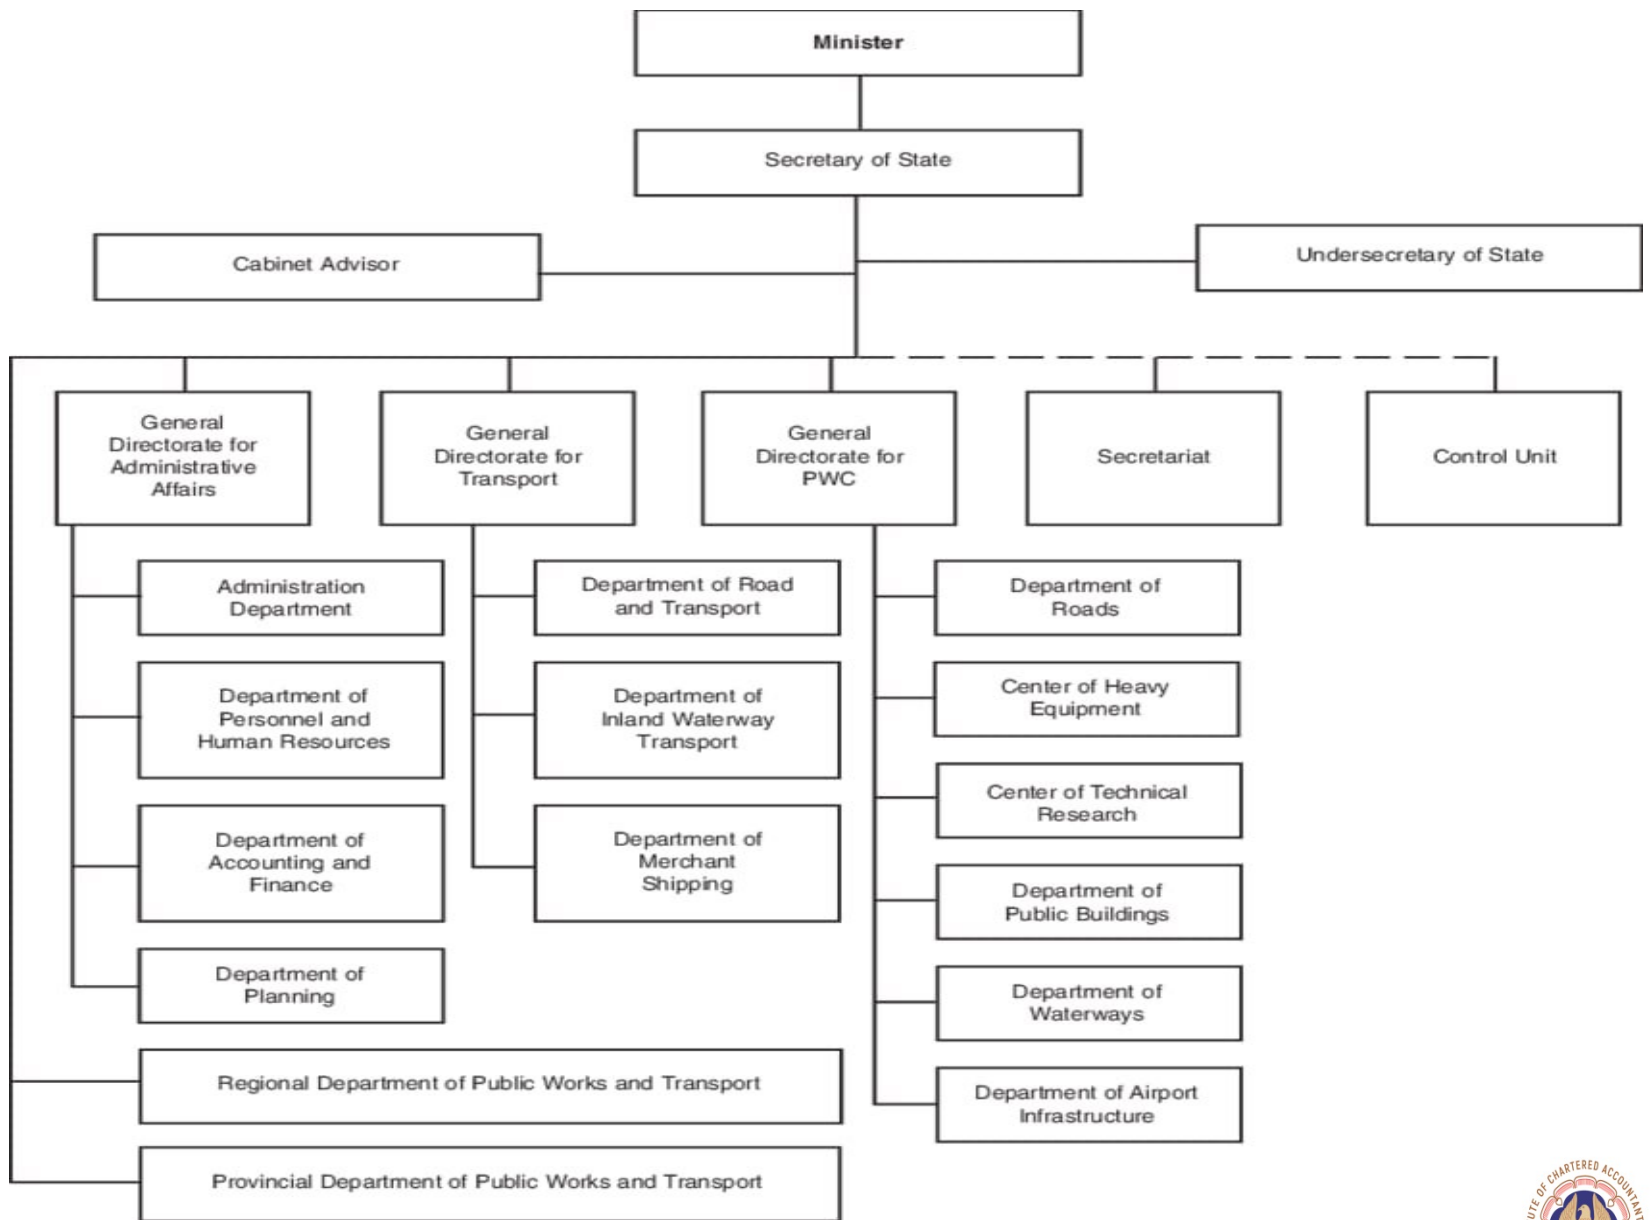 Minister
Secretary of State
Cabinet Advisor
Undersecretary of State
General
Directorate for
Administrative
Affairs
General
Directorate for
Transport
General
Directorate for
PWC
Secretariat
Control Unit
Administration
Department
Department of
Personnel and
Human Resources
Department of
Accounting and
Finance
Department of
Planning
Department of Road
and Transport
Department of
Inland Waterway
Transport
Department of
Merchant
Shipping
Department of
Roads
Center of Heavy
Equipment
Center of Technical
Research
Department of
Public Buildings
Department of
Waterways
Department of Airport
Infrastructure
Regional Department of Public Works and Transport
Provincial Department of Public Works and Transport
OF CHARTERED